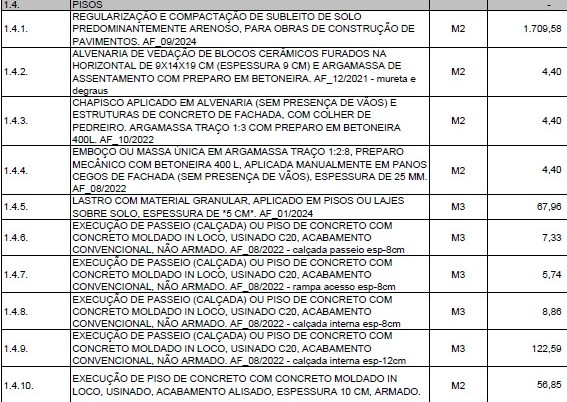 1.4. PISOS -
REGULARIZAÇÃO E COMPACTAÇÃO DE SUBLEITO DE SOLO
1.4.1. PREDOMINANTEMENTE ARENOSO, PARA OBRAS DE CONSTRUÇÃO DE M2 1.709,58
PAVIMENTOS. AF_09/2024
ALVENARIA DE VEDAÇÃO DE BLOCOS CERÂMICOS FURADOS NA
HORIZONTAL DE 9X14X19 CM (ESPESSURA 9 CM) E ARGAMASSA DE
1.4.2. ASSENTAMENTO COM PREPARO EM BETONEIRA. AF_12/2021 - mureta e M2 4,40
degraus
CHAPISCO APLICADO EM ALVENARIA (SEM PRESENÇA DE VÃOS) E
ESTRUTURAS DE CONCRETO DE FACHADA, COM COLHER DE
1.4.3. PEDREIRO. ARGAMASSA TRAÇO 1:3 COM PREPARO EM BETONEIRA M2 4,40
400L. AF_10/2022
EMBOÇO OU MASSA ÚNICA EM ARGAMASSA TRAÇO 1:2:8, PREPARO
MECÂNICO COM BETONEIRA 400 L, APLICADA MANUALMENTE EM PANOS
1.4.4. CEGOS DE FACHADA (SEM PRESENÇA DE VÃOS), ESPESSURA DE 25 MM. M2 4,40
AF_08/2022
1.4.5. LASTRO COM MATERIAL GRANULAR, APLICADO EM PISOS OU LAJES M3 67,96
SOBRE SOLO, ESPESSURA DE *5 CM*. AF_01/2024
EXECUÇÃO DE PASSEIO (CALÇADA) OU PISO DE CONCRETO COM
1.4.6. CONCRETO MOLDADO IN LOCO, USINADO C20, ACABAMENTO M3 7,33
CONVENCIONAL, NÃO ARMADO. AF_08/2022 - calçada passeio esp-8cm
EXECUÇÃO DE PASSEIO (CALÇADA) OU PISO DE CONCRETO COM
1.4.7. CONCRETO MOLDADO IN LOCO, USINADO C20, ACABAMENTO M3 5,74
CONVENCIONAL, NÃO ARMADO. AF_08/2022 - rampa acesso esp-8cm
EXECUÇÃO DE PASSEIO (CALÇADA) OU PISO DE CONCRETO COM
1.4.8. CONCRETO MOLDADO IN LOCO, USINADO C20, ACABAMENTO M3 8,86
CONVENCIONAL, NÃO ARMADO. AF_08/2022 - calçada interna esp-8cm
EXECUÇÃO DE PASSEIO (CALÇADA) OU PISO DE CONCRETO COM
1.4.9. CONCRETO MOLDADO IN LOCO, USINADO C20, ACABAMENTO M3 122,59
CONVENCIONAL, NÃO ARMADO. AF_08/2022 - calçada interna esp-12cm
1.4.10. EXECUÇÃO DE PISO DE CONCRETO COM CONCRETO MOLDADO IN M2 56,85
LOCO, USINADO, ACABAMENTO ALISADO, ESPESSURA 10 CM, ARMADO.